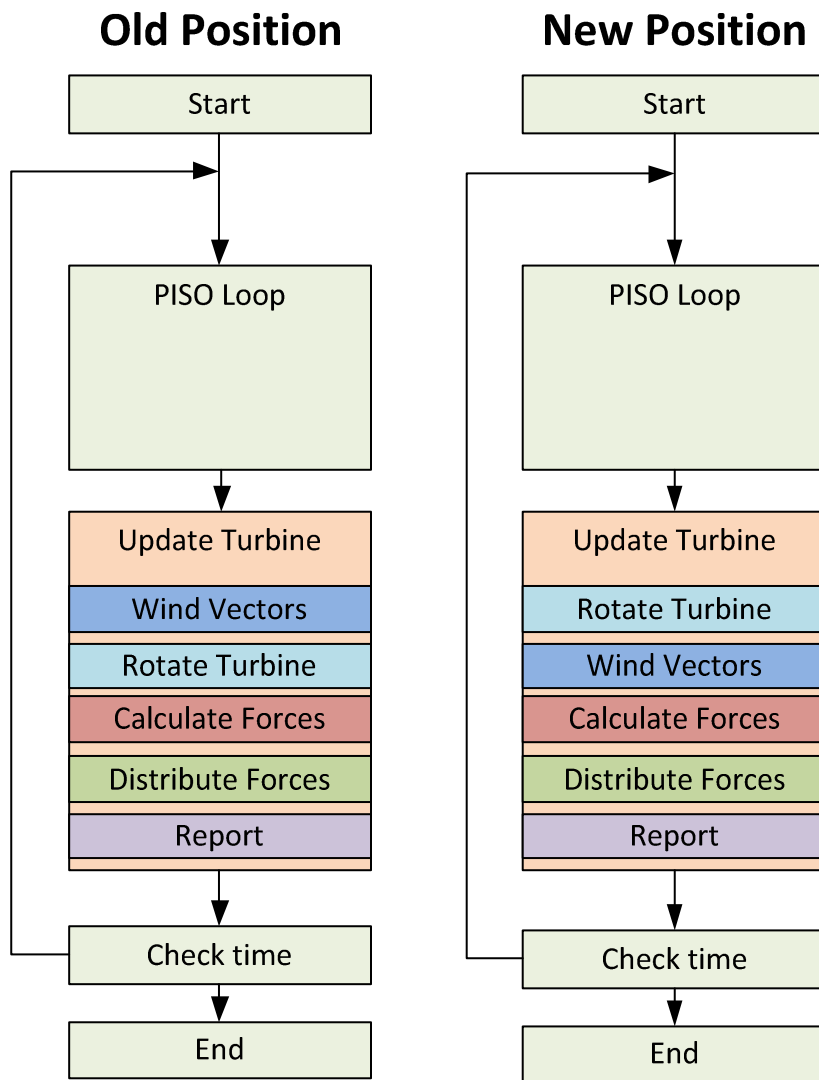 Old Position
Start
PISO Loop
Update Turbine
Wind Vectors
Rotate Turbine
Calculate Forces
Distribute Forces
Report
Check time
End
New Position
Start
PISO Loop
Update Turbine
Rotate Turbine
Wind Vectors
Calculate Forces
Distribute Forces
Report
Check time
End